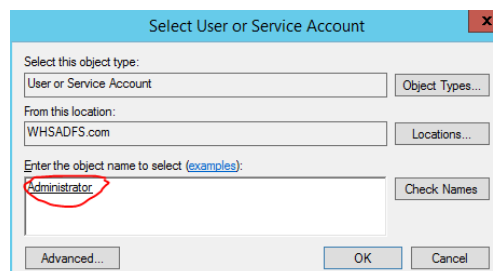 Select User or Service Account
x
Select this object type:
User or Service Account
Object Types...
From this location:
WHSADFS.com
Locations...
Enter the object name to select (examples):
Administrator
Check Names
Advanced...
OK
Cancel